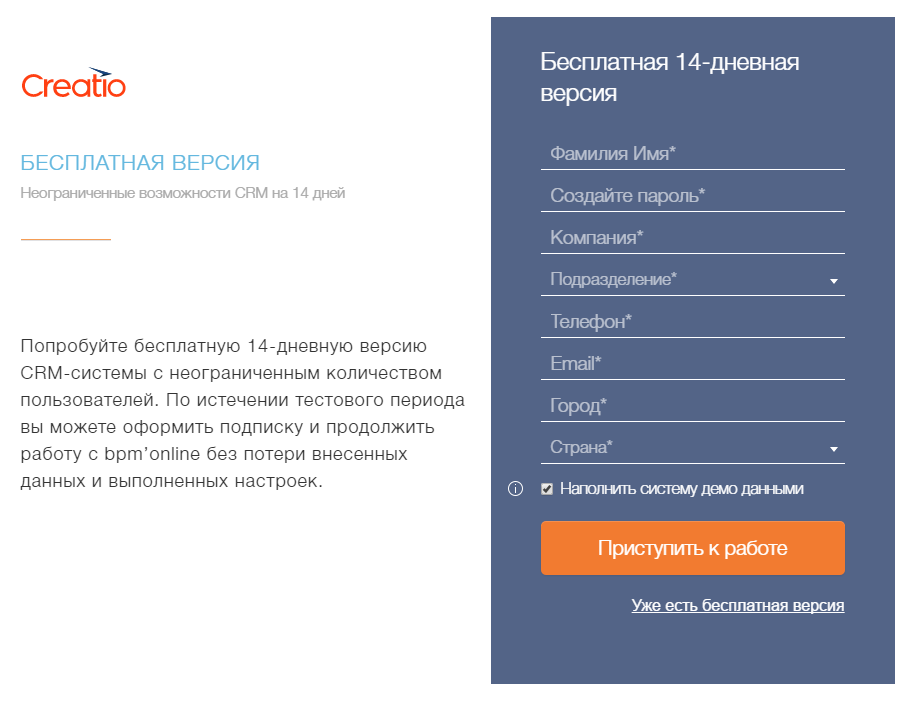 Creatio
БЕСПЛАТНАЯ ВЕРСИЯ
Неограниченные возможности CRM на 14 дней
Попробуйте бесплатную 14-дневную версию
CRM-системы с неограниченным количеством
пользователей. По истечении тестового периода
вы можете оформить подписку и продолжить
работу с bpm’online без потери внесенных
данных и выполненных настроек.
Бесплатная 14-дневная
версия
Фамилия Имя*
Создайте пароль*
Компания*
Подразделение*
Телефон*
Email*
Город*
Страна*
Наполнить систему демо данными
Приступить к работе
Уже есть бесплатная версия